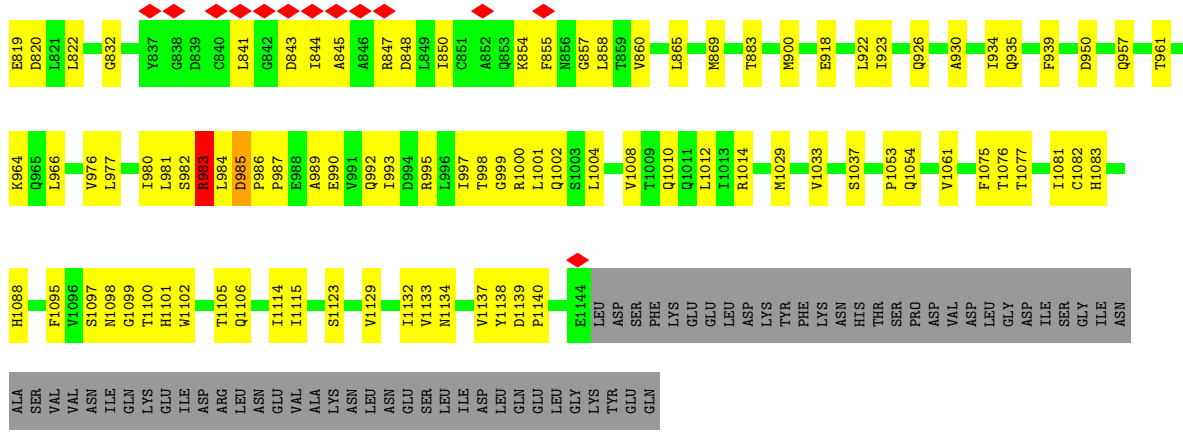 E819 D820 L821 L822 G832 Y837 G838 D839 C840 L841 G842 D843 I844 A845 A846 R847 D848 L849 I850 C851 A852 Q853 K854 F855 N856 G857 L858 T859 V860 L865 M869 T883 M900 E918 L922 I923 Q926 A930 I934 Q935 F939 D950 Q957 T961
K964 Q965 L966 V976 L977 I980 L981 S982 R983 L984 D985 P986 P987 E988 A989 E990 V991 Q992 I993 D994 R995 L996 I997 T998 G999 R1000 L1001 Q1002 S1003 L1004 V1008 T1009 Q1010 Q1011 L1012 I1013 R1014 M1029 V1033 S1037 P1053 Q1054 V1061 F1075 T1076 T1077 I1081 C1082 H1083
H1088 F1095 V1096 S1097 N1098 G1099 T1100 H1101 W1102 T1105 Q1106 I1114 I1115 S1123 V1129 I1132 V1133 N1134 V1137 Y1138 D1139 P1140 E1144 LEU ASP SER PHE LYS GLU GLU LEU ASP LYS TYR PHE LYS ASN HIS THR SER PRO ASP VAL ASP LEU GLY ASP ILE SER GLY ILE ASN
ALA SER VAL VAL ASN ILE GLN LYS GLU ILE ASP ARG LEU ASN GLU VAL ALA LYS ASN LEU ASN GLU SER LEU ILE ASP LEU GLN GLU LEU GLY LYS TYR GLU GLN